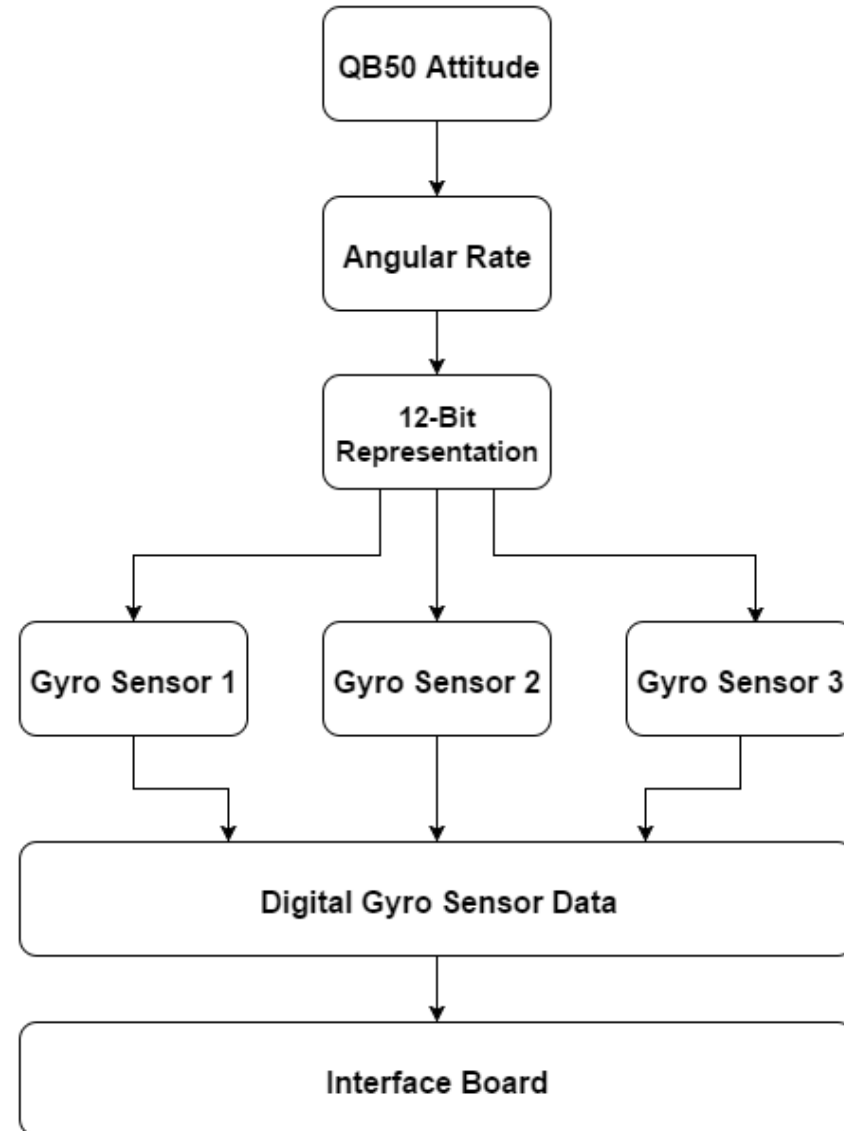 QB50 Attitude
Angular Rate
12-Bit
Representation
Gyro Sensor 1
Gyro Sensor 2
Gyro Sensor 3
Digital Gyro Sensor Data
Interface Board